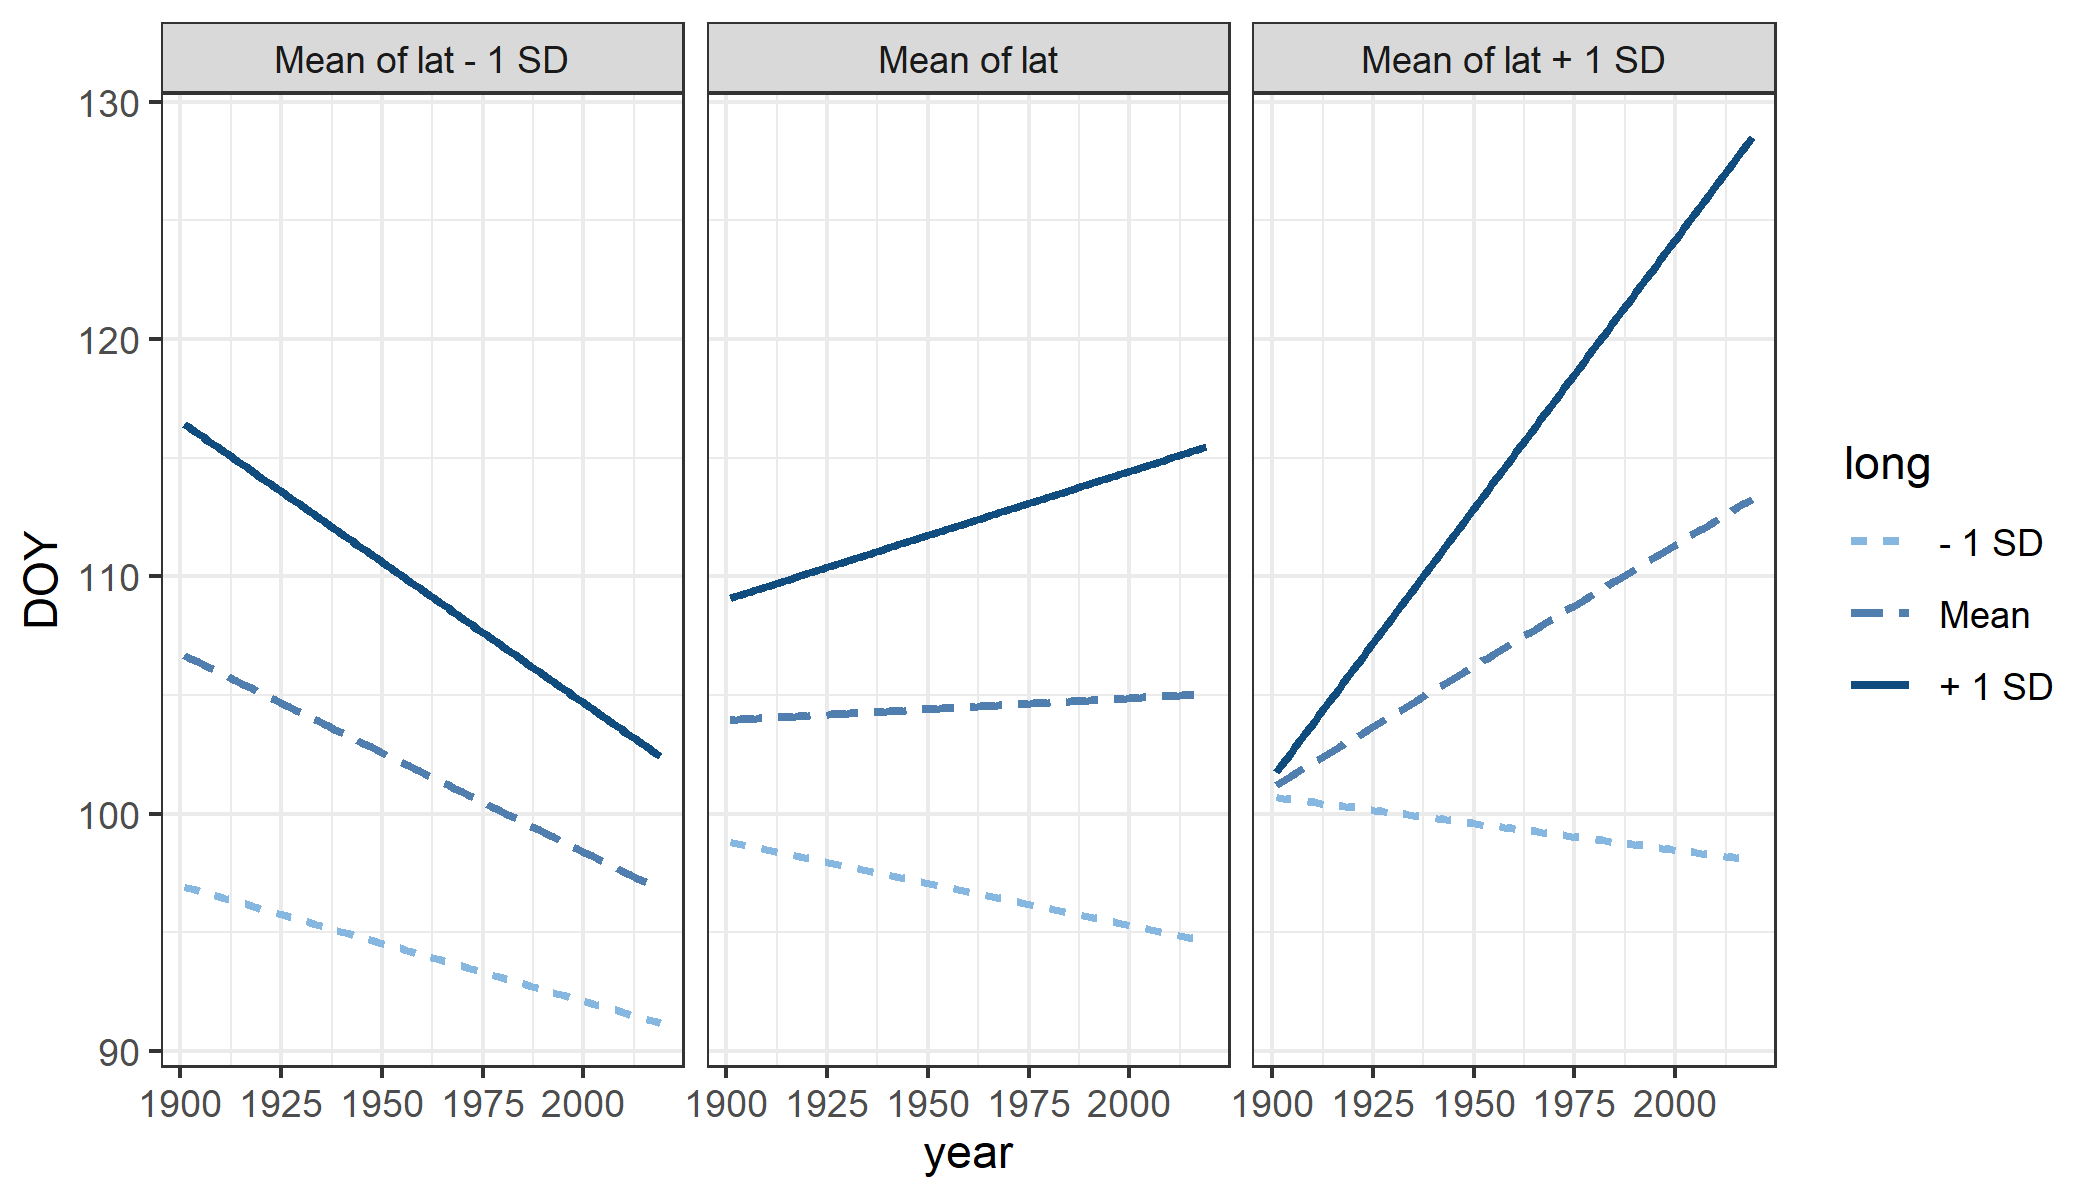 Mean of lat - 1 SD
Mean of lat
Mean of lat + 1 SD
130
120
110
100
90
DOY
1900 1925 1950 1975 2000
1900 1925 1950 1975 2000
1900 1925 1950 1975 2000
year
long
- 1 SD
Mean
+ 1 SD